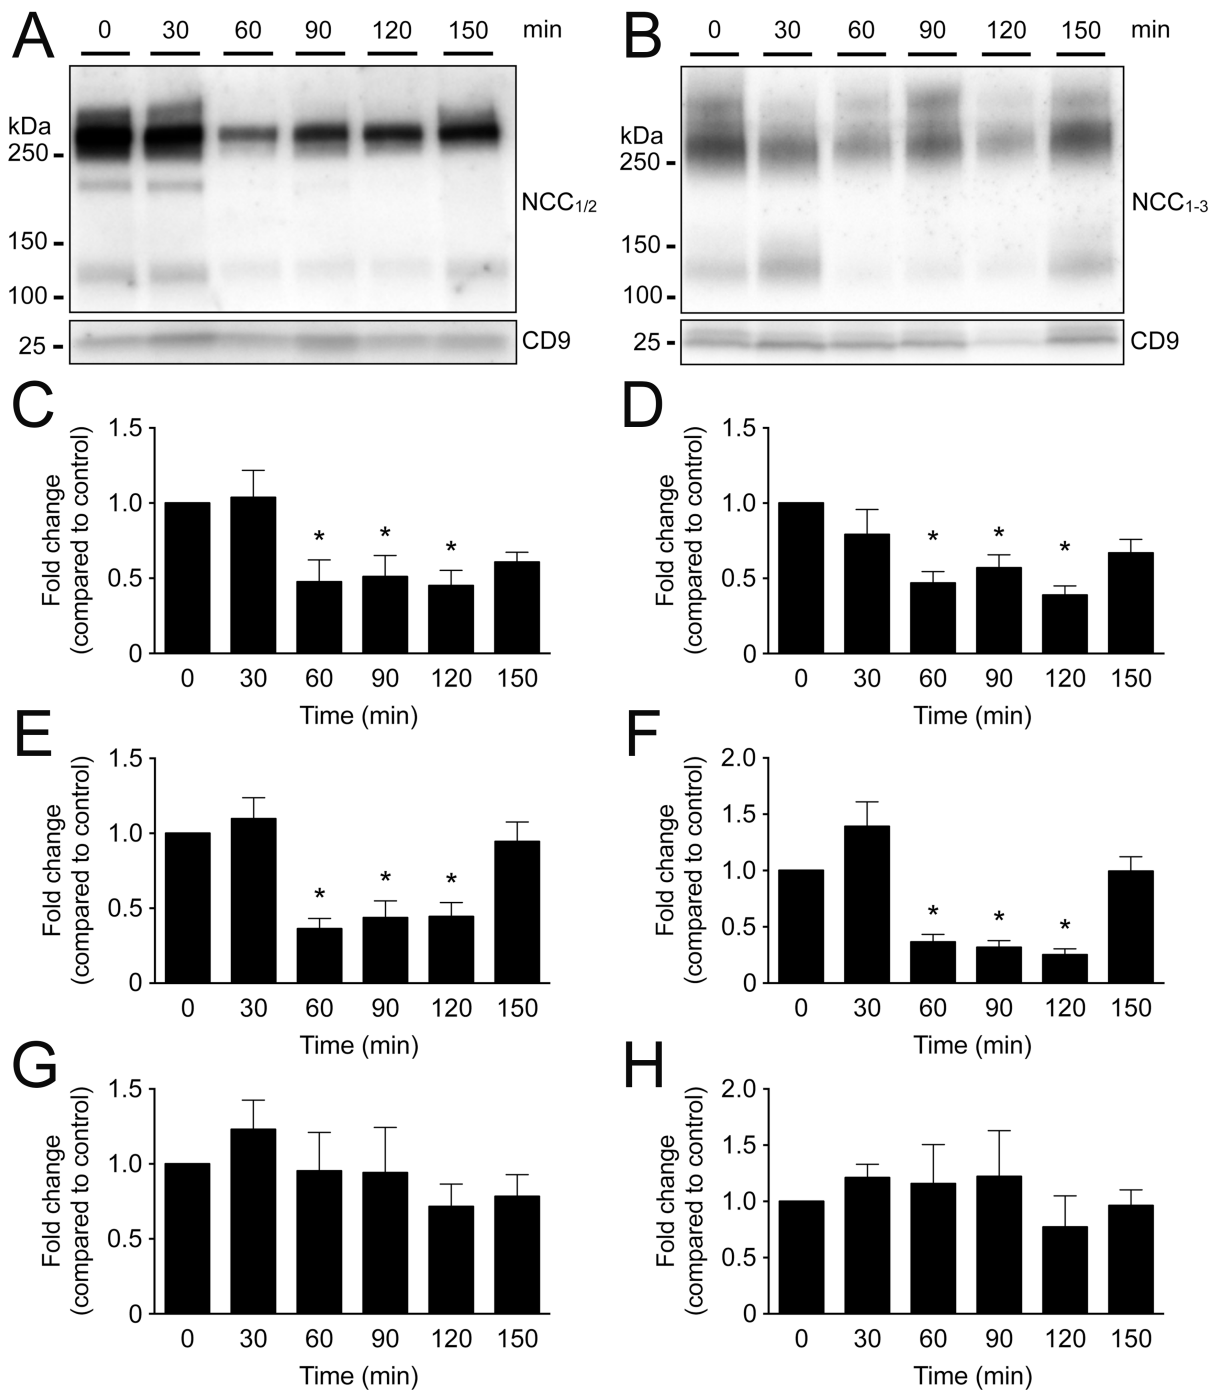 A
0 30 60 90 120 150 min
kDa
250
150
100
NCC1/2
25
CD9
B
0 30 60 90 120 150 min
kDa
250
150
100
NCC1-3
25
CD9
C
Fold change
(compared to control)
1.5
1.0
0.5
0
* * *
0 30 60 90 120 150
Time (min)
D
Fold change
(compared to control)
1.5
1.0
0.5
0
* * *
0 30 60 90 120 150
Time (min)
E
Fold change
(compared to control)
1.5
1.0
0.5
0
* * *
0 30 60 90 120 150
Time (min)
F
Fold change
(compared to control)
2.0
1.5
1.0
0.5
0
* * *
0 30 60 90 120 150
Time (min)
G
Fold change
(compared to control)
1.5
1.0
0.5
0
0 30 60 90 120 150
Time (min)
H
Fold change
(compared to control)
2.0
1.5
1.0
0.5
0
0 30 60 90 120 150
Time (min)